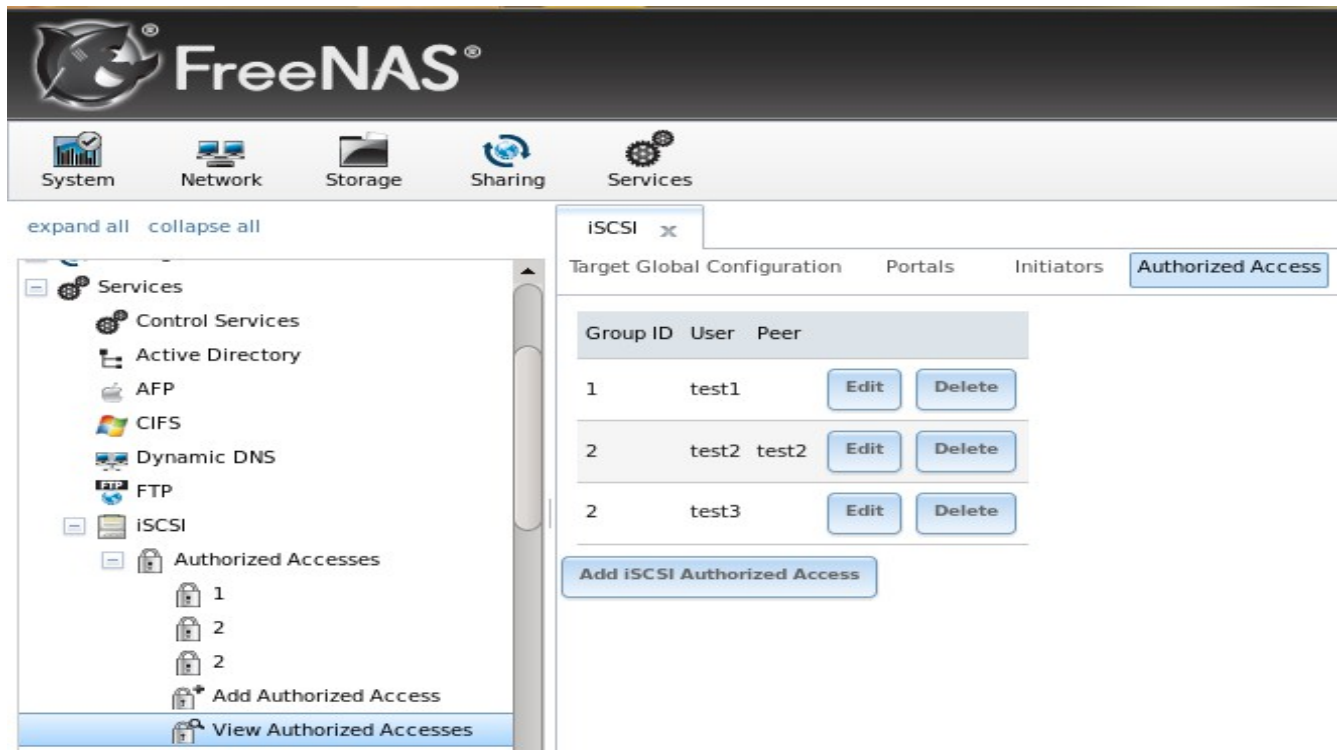 FreeNAS®
System Network Storage Sharing Services
expand all collapse all
Services
Control Services
Active Directory
AFP
CIFS
Dynamic DNS
FTP
iSCSI
Authorized Accesses
1
2
2
Add Authorized Access
View Authorized Accesses
iSCSI x
Target Global Configuration Portals Initiators Authorized Access
Group ID User Peer
1 test1 Edit Delete
2 test2 test2 Edit Delete
2 test3 Edit Delete
Add iSCSI Authorized Access